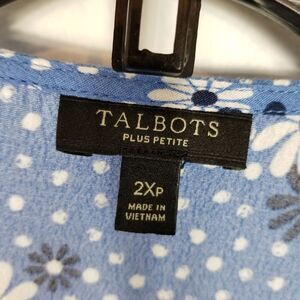 TALBOTS
PLUS PETITE
2XP
MADE IN
VIETNAM